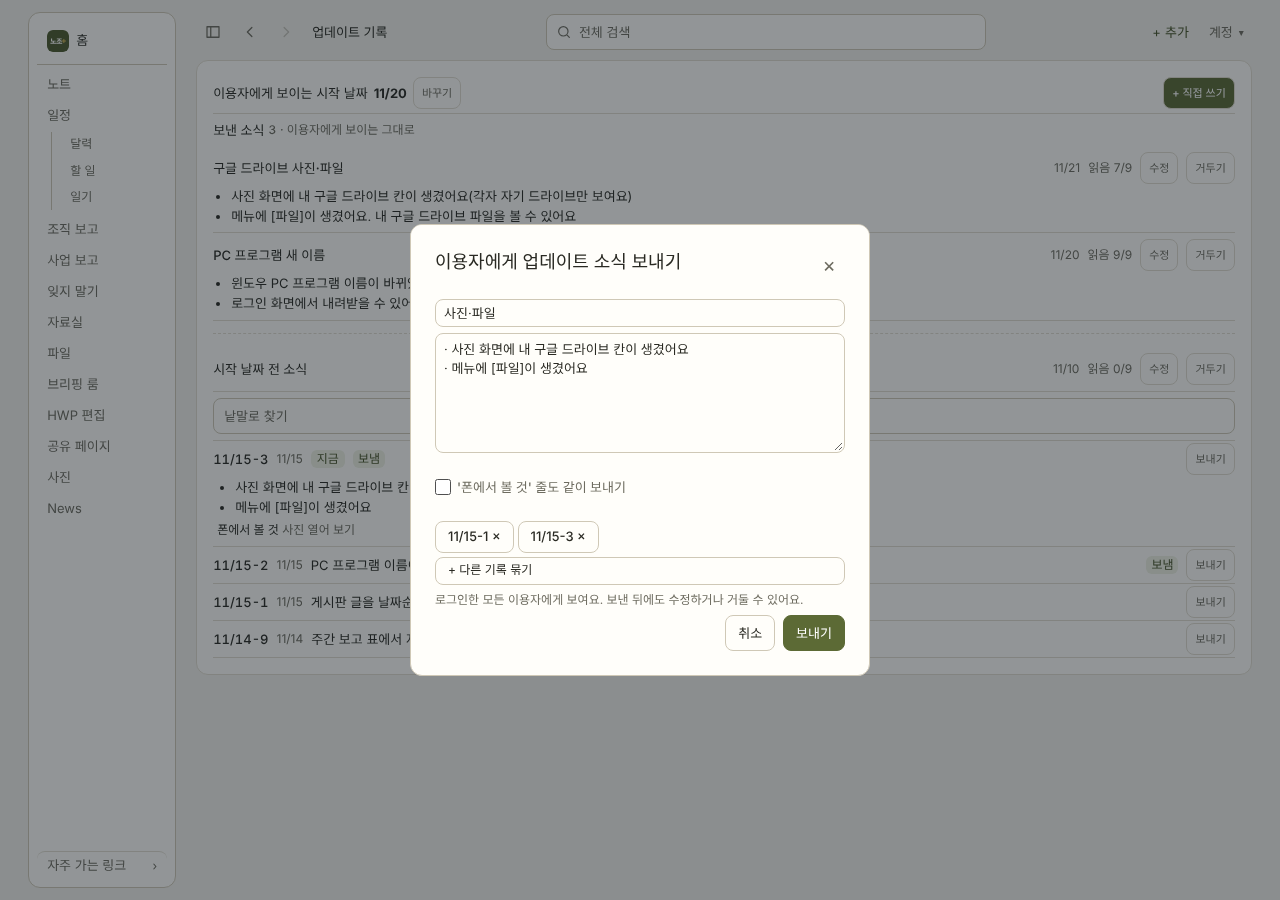 노조+ 홈
노트
일정
달력
할 일
일기
조직 보고
사업 보고
잊지 말기
자료실
파일
브리핑 룸
HWP 편집
공유 페이지
사진
News
자주 가는 링크 ›
업데이트 기록
전체 검색
+ 추가
계정 ▾
이용자에게 보이는 시작 날짜 11/20 바꾸기
+ 직접 쓰기
보낸 소식 3 · 이용자에게 보이는 그대로
구글 드라이브 사진·파일 11/21 읽음 7/9 수정 거두기
• 사진 화면에 내 구글 드라이브 칸이 생겼어요(각자 자기 드라이브만 보여요)
• 메뉴에 [파일]이 생겼어요. 내 구글 드라이브 파일을 볼 수 있어요
PC 프로그램 새 이름 11/20 읽음 9/9 수정 거두기
• 윈도우 PC 프로그램 이름이
• 로그인 화면에서 내려받을 수
시작 날짜 전 소식 11/10 읽음 0/9 수정 거두기
낱말로 찾기
11/15-3 11/15 지금 보냄 보내기
• 사진 화면에 내 구글 드라이브 칸
• 메뉴에 [파일]이 생겼어요
폰에서 볼 것 사진 열어 보기
11/15-2 11/15 PC 프로그램 보냄 보내기
11/15-1 11/15 게시판 글을 보내기
11/14-9 11/14 주간 보고 표에서 보내기
이용자에게 업데이트 소식 보내기 ×
사진·파일
· 사진 화면에 내 구글 드라이브 칸이 생겼어요
· 메뉴에 [파일]이 생겼어요
'폰에서 볼 것' 줄도 같이 보내기
11/15-1 × 11/15-3 ×
+ 다른 기록 묶기
로그인한 모든 이용자에게 보여요. 보낸 뒤에도 수정하거나 거둘 수 있어요.
취소 보내기